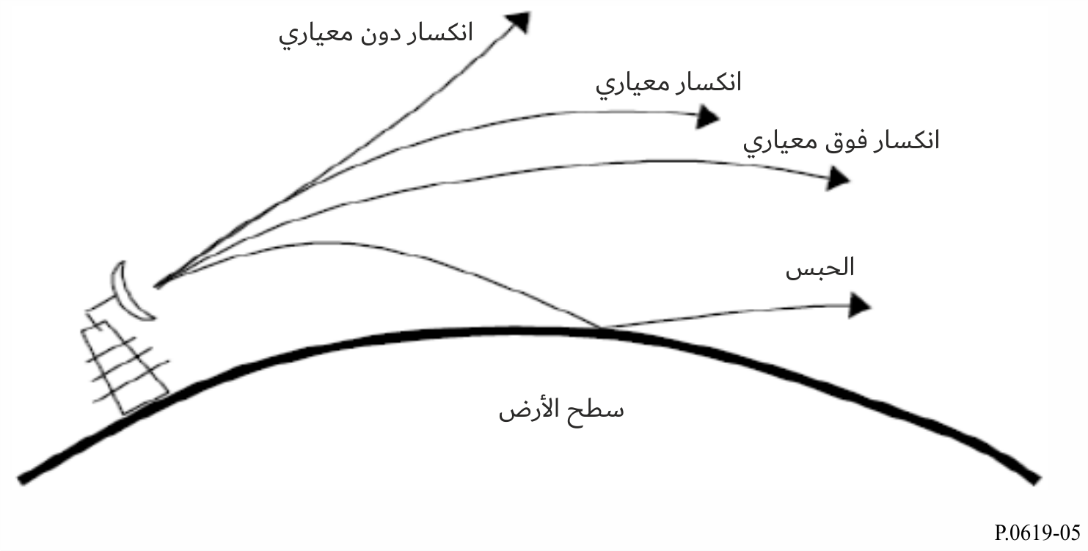 انكسار دون معياري
انكسار معياري
انكسار فوق معياري
الحبس
سطح الأرض
P.0619-05